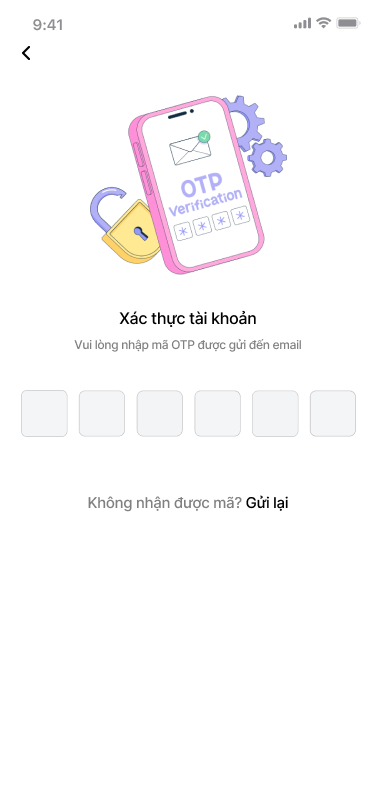 9:41
OTP
Verification
* * * *
Xác thực tài khoản
Vui lòng nhập mã OTP được gửi đến email
Không nhận được mã? Gửi lại